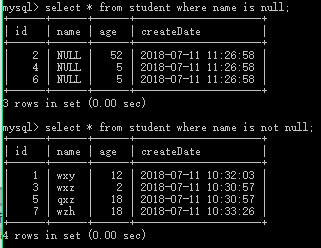 mysql> select * from student where name is null;
+----+------+-----+---------------------+
| id | name | age | createDate |
+----+------+-----+---------------------+
| 2 | NULL | 52 | 2018-07-11 11:26:58 |
| 4 | NULL | 5 | 2018-07-11 11:26:58 |
| 6 | NULL | 5 | 2018-07-11 11:26:58 |
+----+------+-----+---------------------+
3 rows in set (0.00 sec)
mysql> select * from student where name is not null;
+----+------+-----+---------------------+
| id | name | age | createDate |
+----+------+-----+---------------------+
| 1 | wxy | 12 | 2018-07-11 10:32:03 |
| 3 | wxz | 2 | 2018-07-11 10:30:57 |
| 5 | qxz | 18 | 2018-07-11 10:30:57 |
| 7 | wzh | 18 | 2018-07-11 10:33:26 |
+----+------+-----+---------------------+
4 rows in set (0.00 sec)